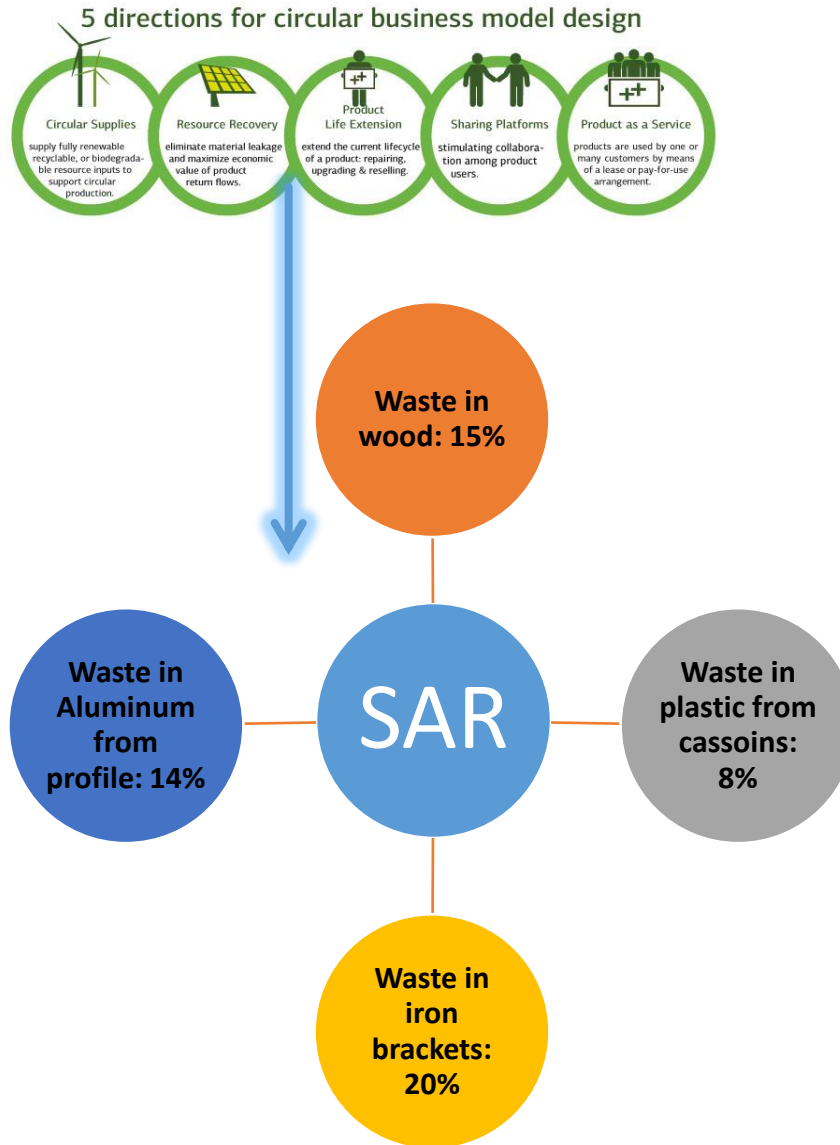 5 directions for circular business model design
Circular Supplies
supply fully renewable
recyclable, or biodegrada-
ble resource inputs to
support circular
production.
Resource Recovery
eliminate material leakage
and maximize economic
value of product
return flows.
Product
Life Extension
extend the current lifecycle
of a product: repairing,
upgrading & reselling.
Sharing Platforms
stimulating collabora-
tion among product
users.
Product as a Service
products are used by one or
many customers by means
of a lease or pay-for-use
arrangement.
Waste in
wood: 15%
Waste in
Aluminum
from
profile: 14%
SAR
Waste in
plastic from
cassoins:
8%
Waste in
iron
brackets:
20%